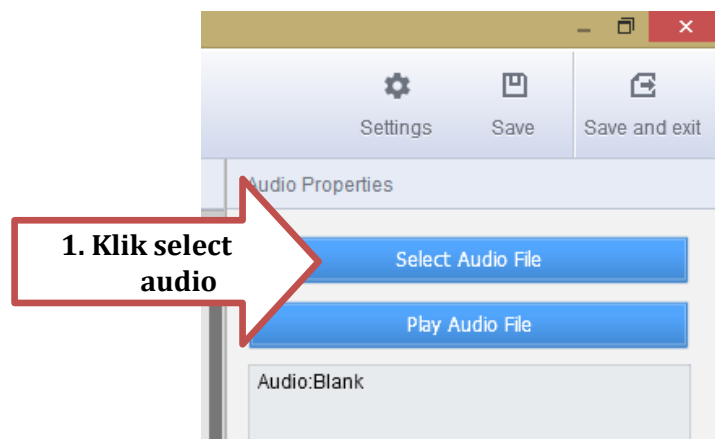 Settings Save Save and exit
Audio Properties
1. Klik select
audio
Select Audio File
Play Audio File
Audio:Blank